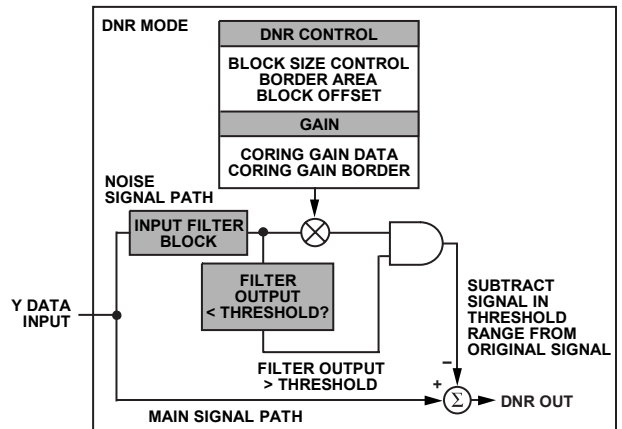 DNR MODE
DNR CONTROL
BLOCK SIZE CONTROL
BORDER AREA
BLOCK OFFSET
GAIN
CORING GAIN DATA
CORING GAIN BORDER
NOISE
SIGNAL PATH
INPUT FILTER
BLOCK
FILTER
OUTPUT
< THRESHOLD?
Y DATA
INPUT
FILTER OUTPUT
> THRESHOLD
SUBTRACT
SIGNAL IN
THRESHOLD
RANGE FROM
ORIGINAL SIGNAL
–
+
Σ
DNR OUT
MAIN SIGNAL PATH